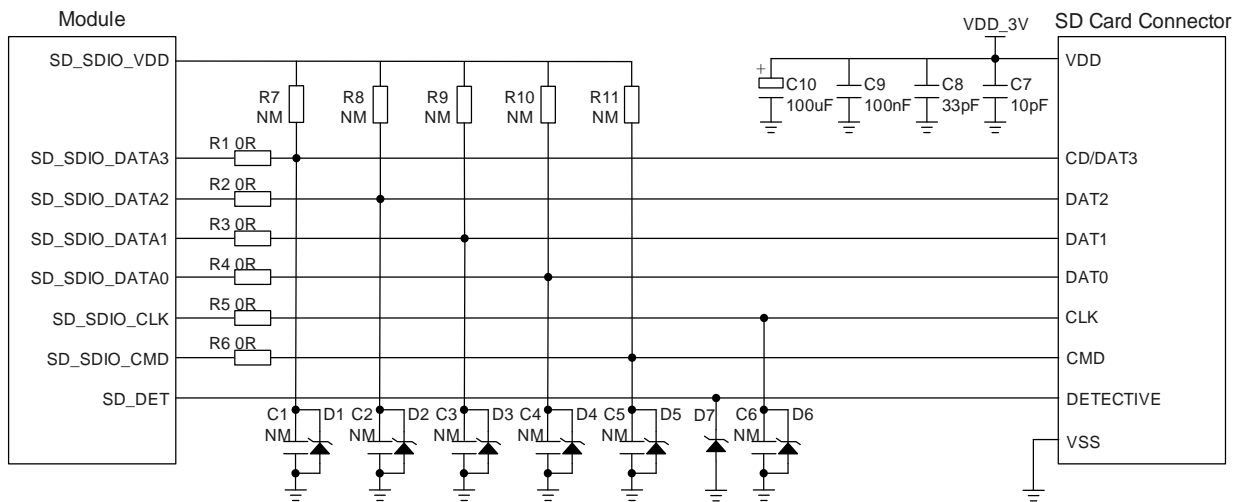 Module
SD Card Connector
VDD_3V
SD_SDIO_VDD
VDD
+
C10
C9
C8
C7
100uF
100nF
33pF
10pF
R7
R8
R9
R10
R11
NM
NM
NM
NM
NM
SD_SDIO_DATA3
R1 0R
CD/DAT3
SD_SDIO_DATA2
R2 0R
DAT2
SD_SDIO_DATA1
R3 0R
DAT1
SD_SDIO_DATA0
R4 0R
DAT0
SD_SDIO_CLK
R5 0R
CLK
SD_SDIO_CMD
R6 0R
CMD
SD_DET
DETECTIVE
C1
D1
C2
D2
C3
D3
C4
D4
C5
D5
D7
C6
D6
NM
NM
NM
NM
NM
NM
VSS